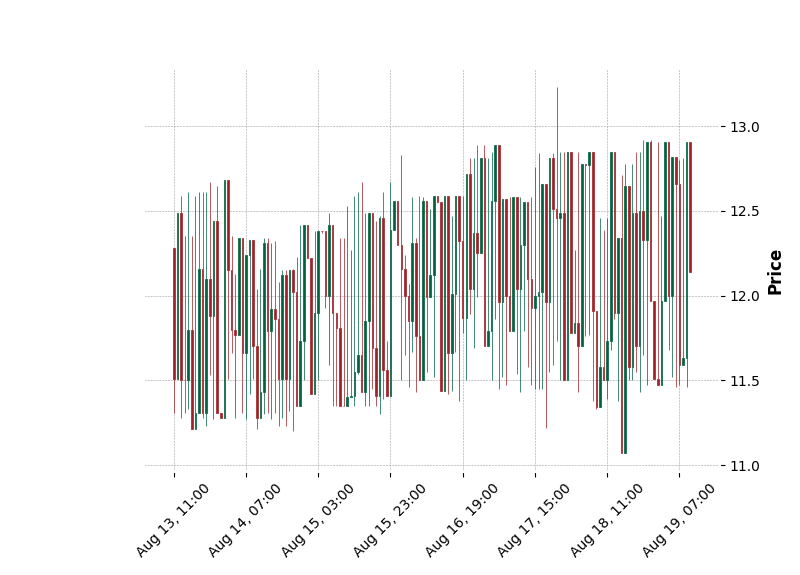 13.0
12.5
12.0
11.5
11.0
Price
Aug 13, 11:00
Aug 14, 07:00
Aug 15, 03:00
Aug 15, 23:00
Aug 16, 19:00
Aug 17, 15:00
Aug 18, 11:00
Aug 19, 07:00